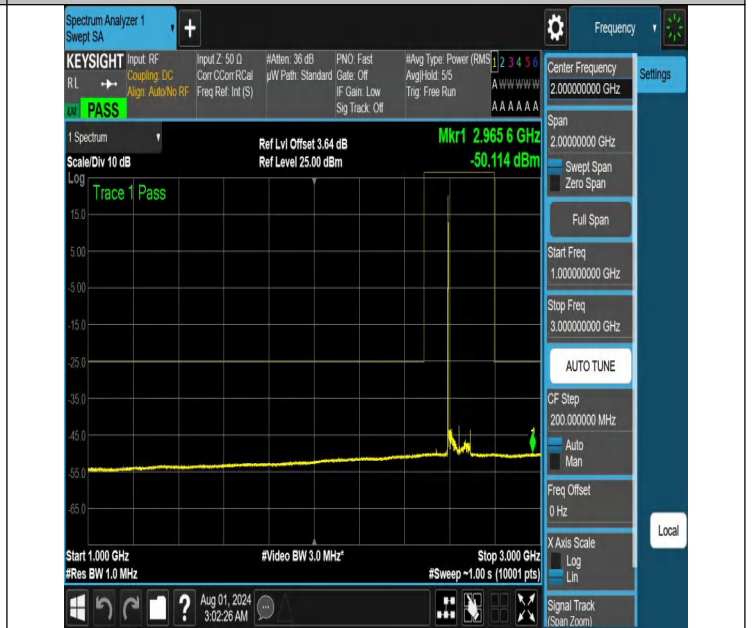 Spectrum Analyzer 1
Swept SA
+
Frequency
KEYSIGHT
RL
LXI PASS
Input: RF
Coupling: DC
Align: Auto/No RF
Input Z: 50 Ω
Corr CCorr RCal
Freq Ref: Int (S)
#Atten: 36 dB
µW Path: Standard
PNO: Fast
Gate: Off
IF Gain: Low
Sig Track: Off
#Avg Type: Power (RMS
Avg|Hold: 5/5
Trig: Free Run
1 2 3 4 5 6
A W W W W W
A A A A A A
1 Spectrum
Scale/Div 10 dB
Ref Lvl Offset 3.64 dB
Ref Level 25.00 dBm
Mkr1 2.965 6 GHz
-50.114 dBm
Log
Trace 1 Pass
15.0
5.00
-5.00
-15.0
-25.0
-35.0
-45.0
-55.0
-65.0
1
Start 1.000 GHz
#Res BW 1.0 MHz
#Video BW 3.0 MHz*
Stop 3.000 GHz
#Sweep ~1.00 s (10001 pts)
Center Frequency
2.000000000 GHz
Span
2.00000000 GHz
Swept Span
Zero Span
Full Span
Start Freq
1.000000000 GHz
Stop Freq
3.000000000 GHz
AUTO TUNE
CF Step
200.000000 MHz
Auto
Man
Freq Offset
0 Hz
X Axis Scale
Log
Lin
Signal Track
(Span Zoom)
Settings
Local
?
Aug 01, 2024
3:02:26 AM